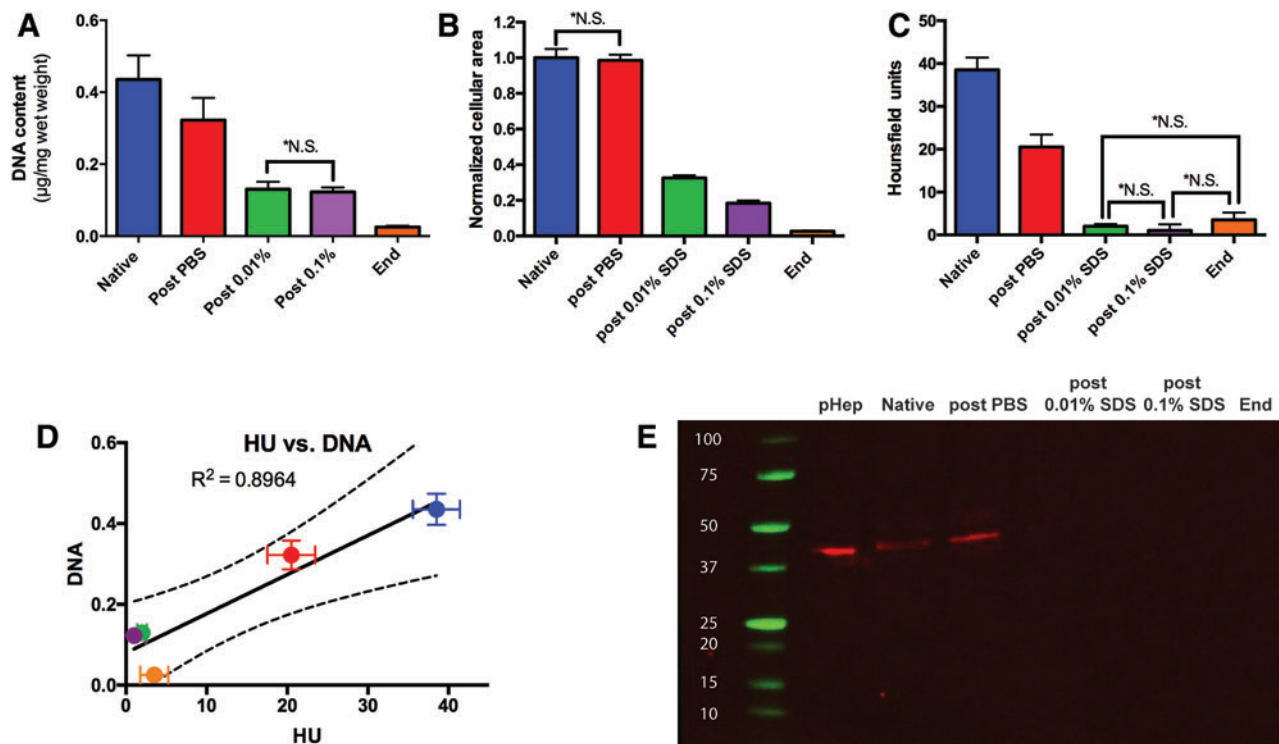 A
DNA content
(µg/mg wet weight)
0.6
0.4
0.2
0.0
*N.S.
Native
Post PBS
Post 0.01%
Post 0.1%
End
B
Normalized cellular area
1.2
1.0
0.8
0.6
0.4
0.2
0.0
*N.S.
Native
post PBS
post 0.01% SDS
post 0.1% SDS
End
C
Hounsfield units
50
40
30
20
10
0
*N.S.
*N.S.
*N.S.
Native
post PBS
post 0.01% SDS
post 0.1% SDS
End
D
HU vs. DNA
R² = 0.8964
DNA
0.6
0.4
0.2
0.0
0 10 20 30 40
HU
E
pHep Native post PBS post 0.01% SDS post 0.1% SDS End
100
75
50
37
25
20
15
10